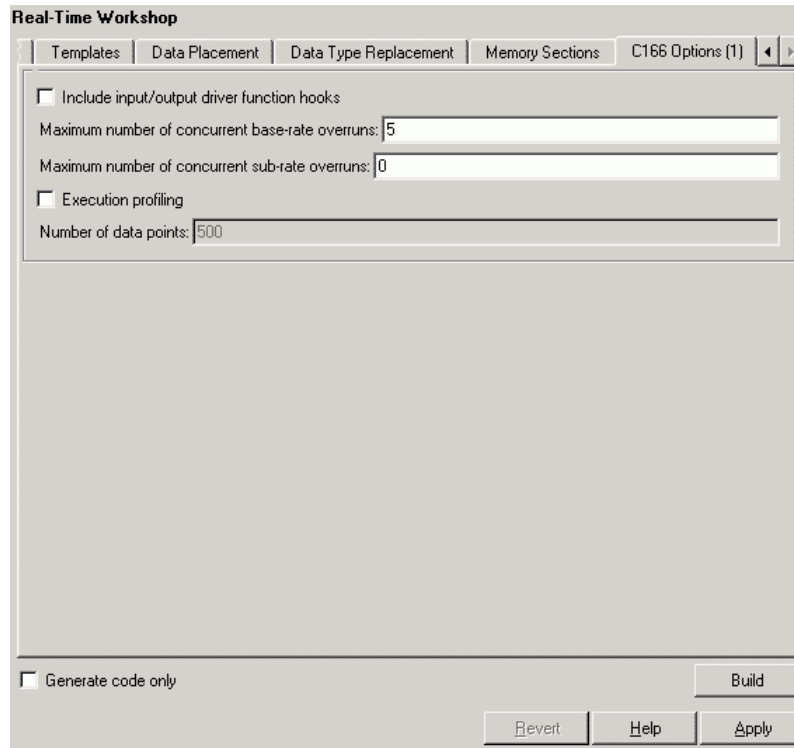 Real-Time Workshop
Templates Data Placement Data Type Replacement Memory Sections C166 Options (1)
Include input/output driver function hooks
Maximum number of concurrent base-rate overruns: 5
Maximum number of concurrent sub-rate overruns: 0
Execution profiling
Number of data points: 500
Generate code only Build
Revert Help Apply